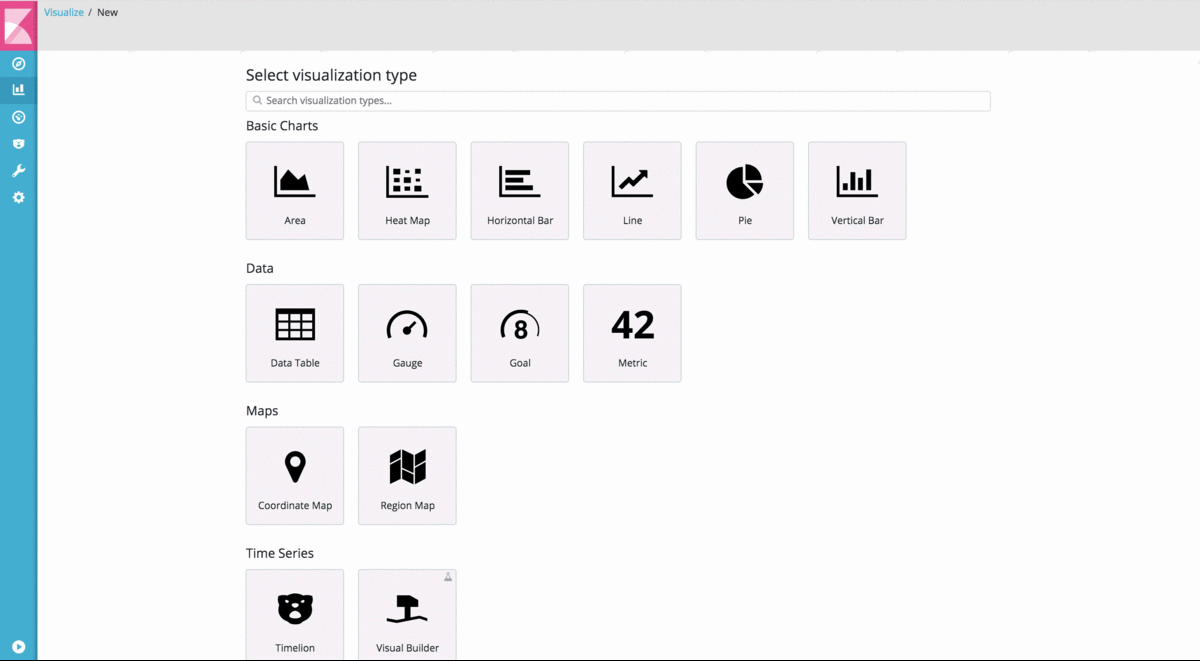 Visualize / New
Select visualization type
Search visualization types...
Basic Charts
Area
Heat Map
Horizontal Bar
Line
Pie
Vertical Bar
Data
8
42
Data Table
Gauge
Goal
Metric
Maps
Coordinate Map
Region Map
Time Series
Timelion
Visual Builder